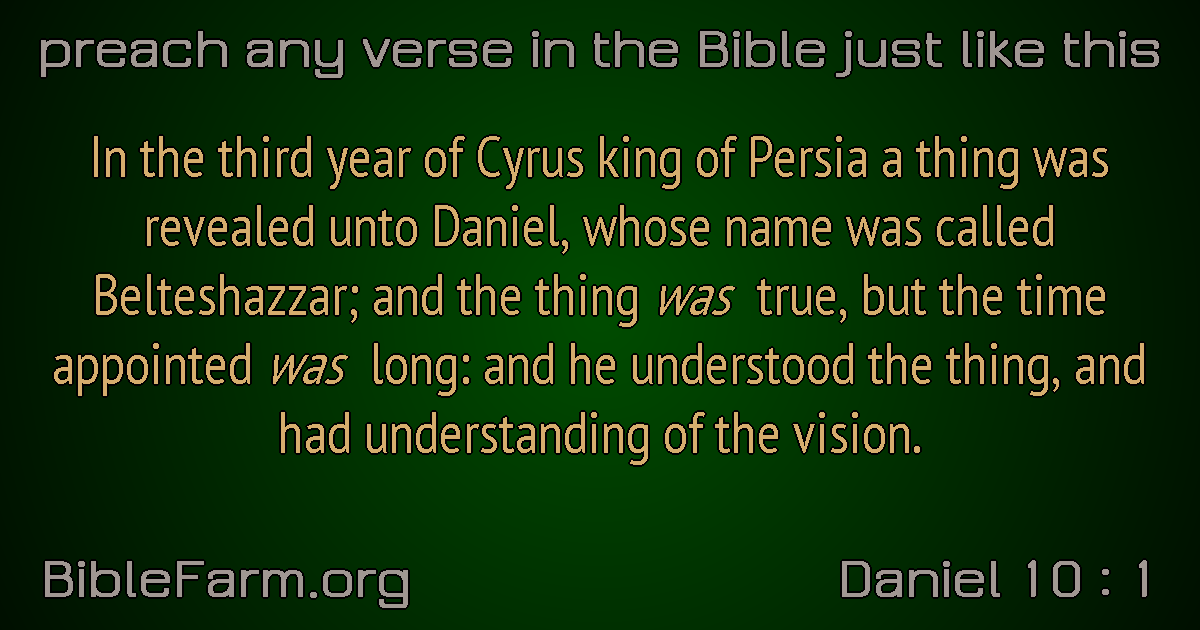 preach any verse in the Bible just like this
In the third year of Cyrus king of Persia a thing was
revealed unto Daniel, whose name was called
Belteshazzar; and the thing was true, but the time
appointed was long: and he understood the thing, and
had understanding of the vision.
BibleFarm.org
Daniel 10 : 1